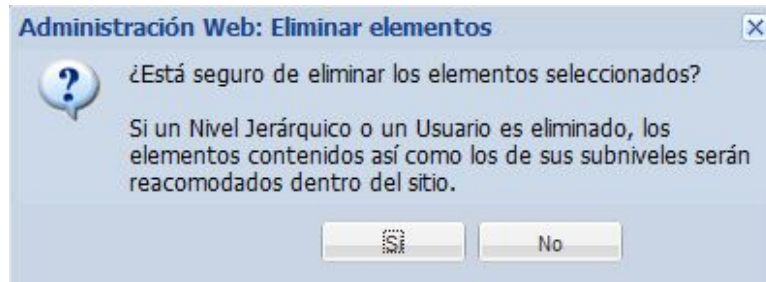 Administración Web: Eliminar elementos
¿Está seguro de eliminar los elementos seleccionados?
Si un Nivel Jerárquico o un Usuario es eliminado, los
elementos contenidos así como los de sus subniveles serán
reacomodados dentro del sitio.
Sí No